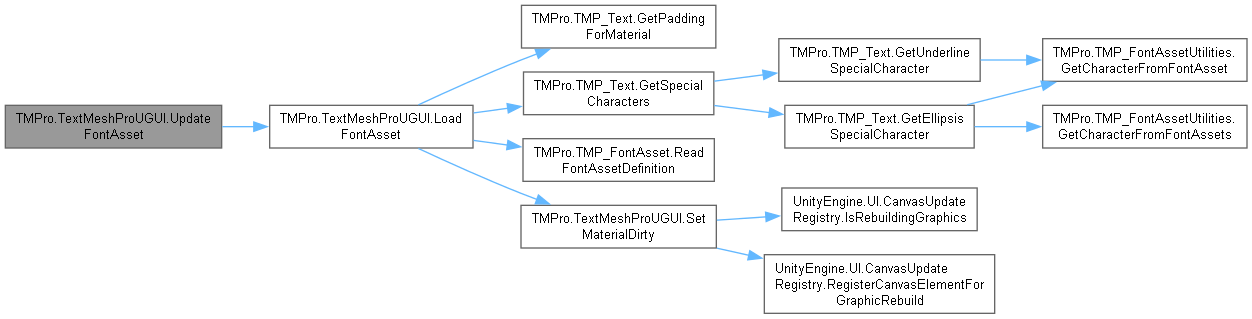 TMPro.TextMeshProUGUI.Update
FontAsset
TMPro.TextMeshProUGUI.Load
FontAsset
TMPro.TMP_Text.GetPadding
ForMaterial
TMPro.TMP_Text.GetSpecial
Characters
TMPro.TMP_FontAsset.Read
FontAssetDefinition
TMPro.TextMeshProUGUI.Set
MaterialDirty
TMPro.TMP_Text.GetUnderline
SpecialCharacter
TMPro.TMP_Text.GetEllipsis
SpecialCharacter
UnityEngine.UI.CanvasUpdate
Registry.IsRebuildingGraphics
UnityEngine.UI.CanvasUpdate
Registry.RegisterCanvasElementFor
GraphicRebuild
TMPro.TMP_FontAssetUtilities.
GetCharacterFromFontAsset
TMPro.TMP_FontAssetUtilities.
GetCharacterFromFontAssets